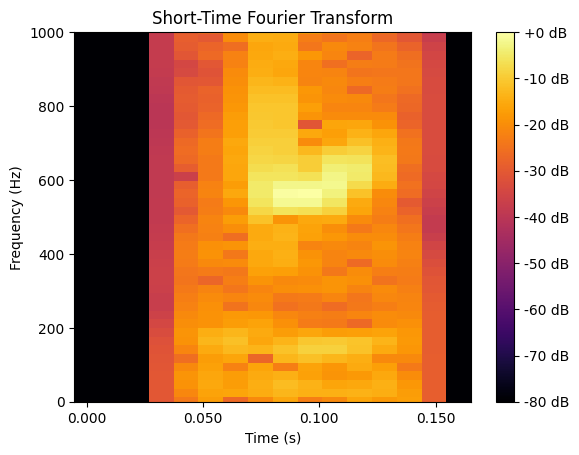 Short-Time Fourier Transform
1000
800
600
400
200
0
Frequency (Hz)
0.000
0.050
0.100
0.150
Time (s)
+0 dB
-10 dB
-20 dB
-30 dB
-40 dB
-50 dB
-60 dB
-70 dB
-80 dB